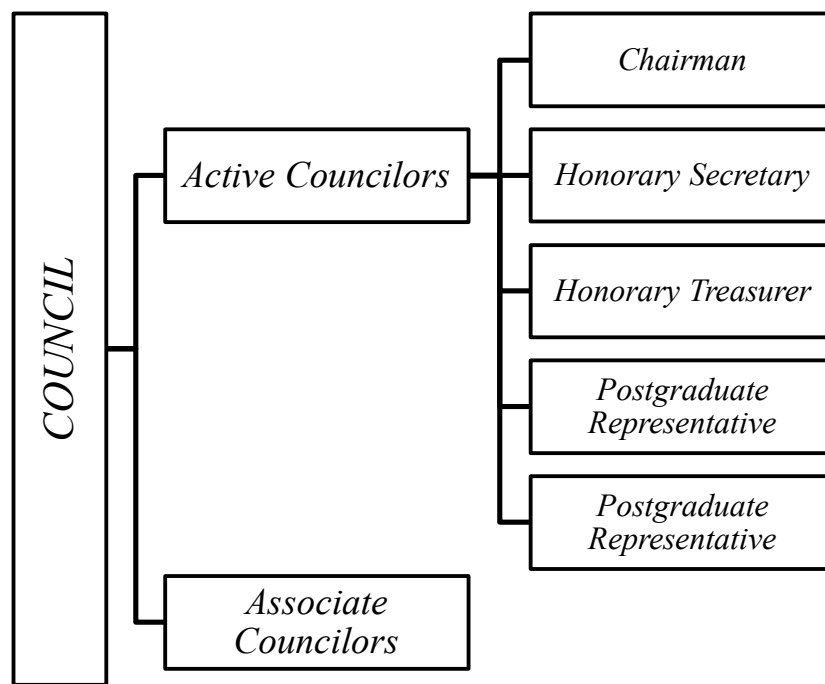 COUNCIL
Active Councilors
Chairman
Honorary Secretary
Honorary Treasurer
Postgraduate
Representative
Postgraduate
Representative
Associate
Councilors